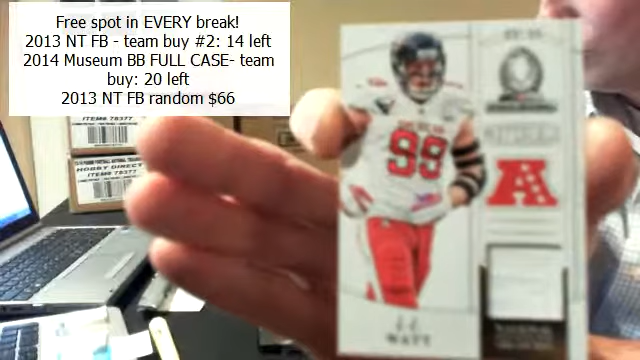 Free spot in EVERY break!
2013 NT FB - team buy #2: 14 left
2014 Museum BB FULL CASE- team
buy: 20 left
2013 NT FB random $66
ITEM# 78377
HOBBY DIRECT
ITEM# 78377
99
A
J.J.
WATT